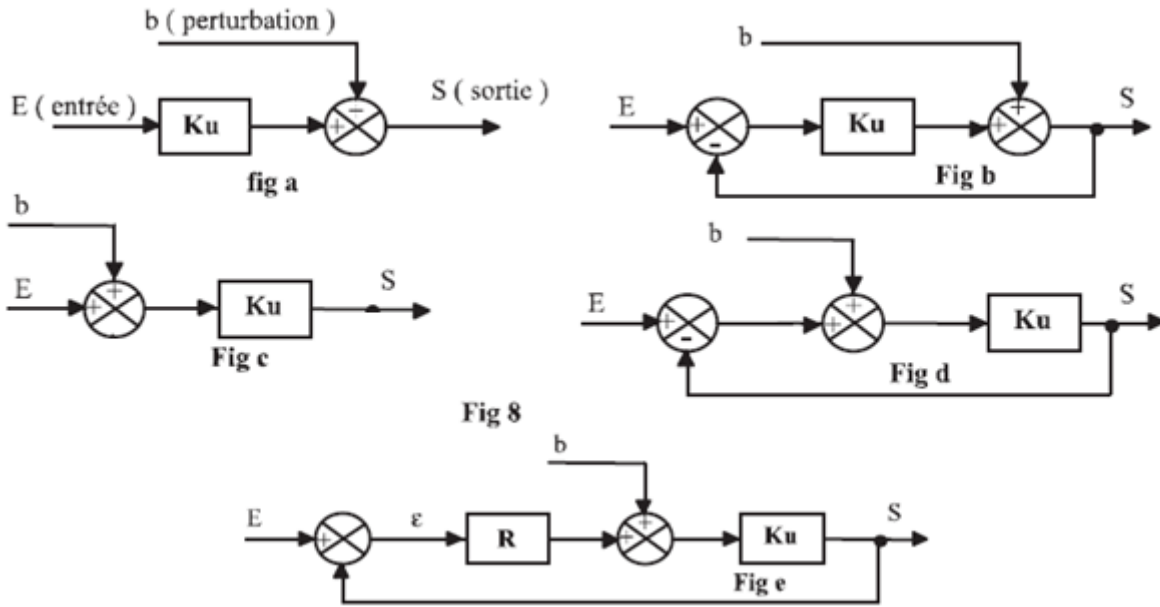 b ( perturbation )
E ( entrée )
Ku
−
+
S ( sortie )
fig a
b
E
+
-
Ku
+
+
S
Fig b
b
E
+
+
Ku
S
Fig c
b
E
+
-
+
+
Ku
S
Fig d
Fig 8
b
E
+
ε
R
+
+
Ku
S
Fig e